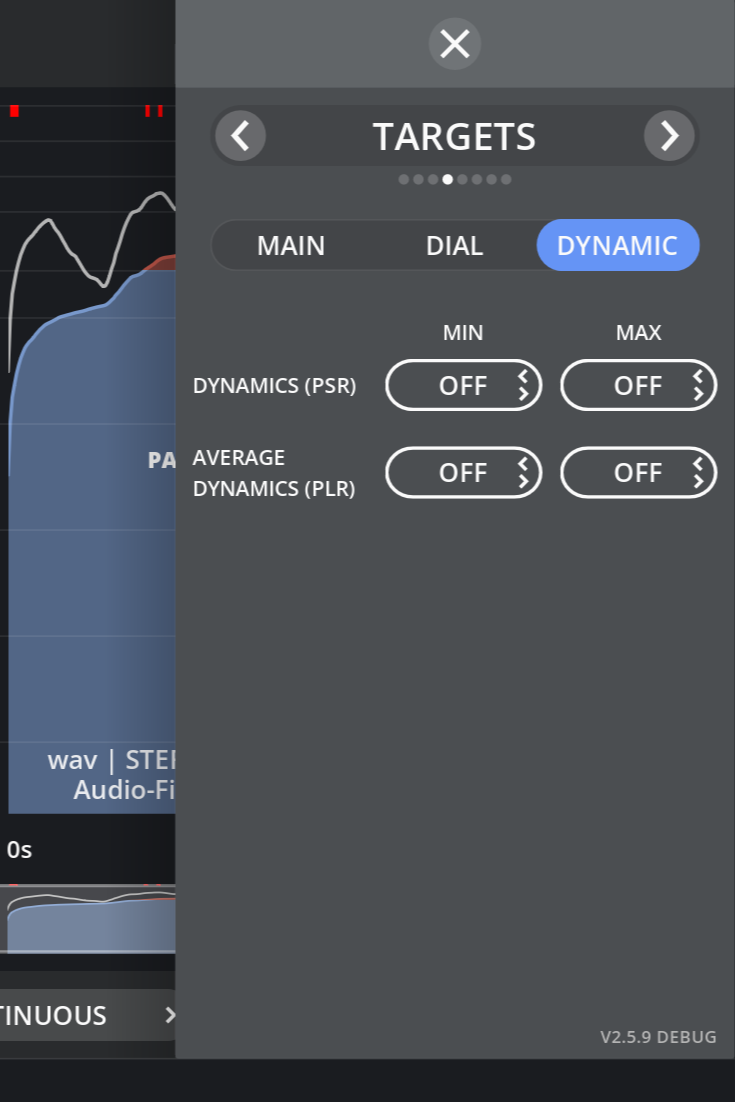 TARGETS
MAIN
DIAL
DYNAMIC
MIN
MAX
DYNAMICS (PSR)
OFF
OFF
AVERAGE
DYNAMICS (PLR)
OFF
OFF
PA
wav | STE
Audio-Fi
0s
TINUOUS
V2.5.9 DEBUG